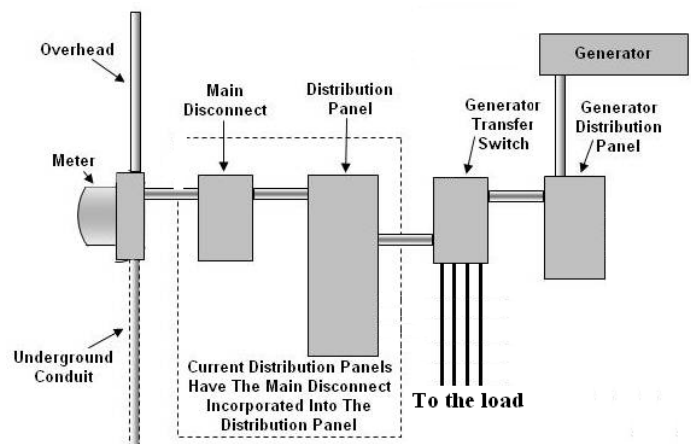 Overhead
Main
Disconnect
Distribution
Panel
Generator
Generator
Transfer
Switch
Generator
Distribution
Panel
Meter
Underground
Conduit
Current Distribution Panels
Have The Main Disconnect
Incorporated Into The
Distribution Panel
To the load